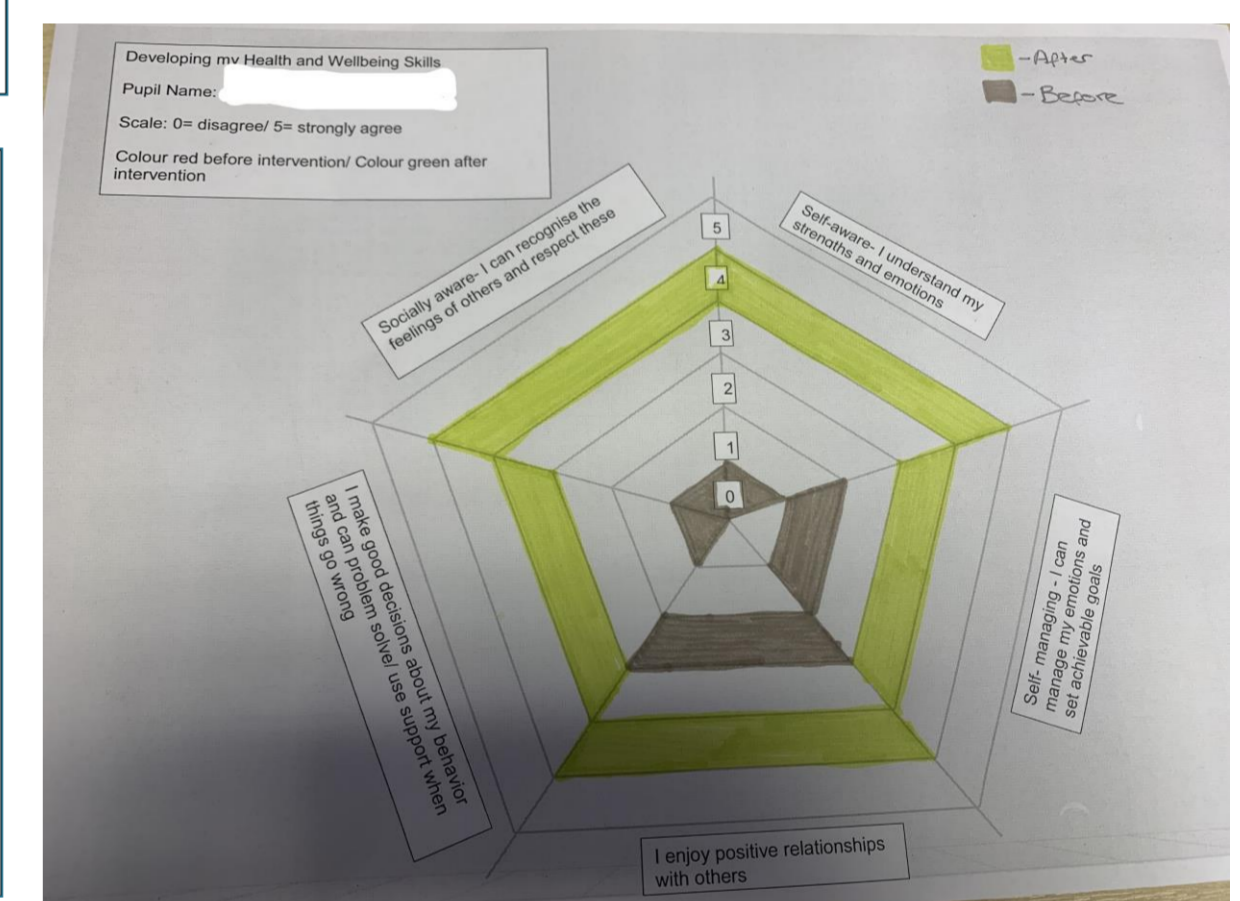 Developing my Health and Wellbeing Skills
Pupil Name:
Scale: 0= disagree/ 5= strongly agree
Colour red before intervention/ Colour green after
intervention
-After
-Before
Socially aware- I can recognise the
feelings of others and respect these
Self-aware- I understand my
strengths and emotions
5
4
3
2
1
0
I make good decisions about my behavior
and can problem solve/ use support when
things go wrong
Self- managing - I can
manage my emotions and
set achievable goals
I enjoy positive relationships
with others